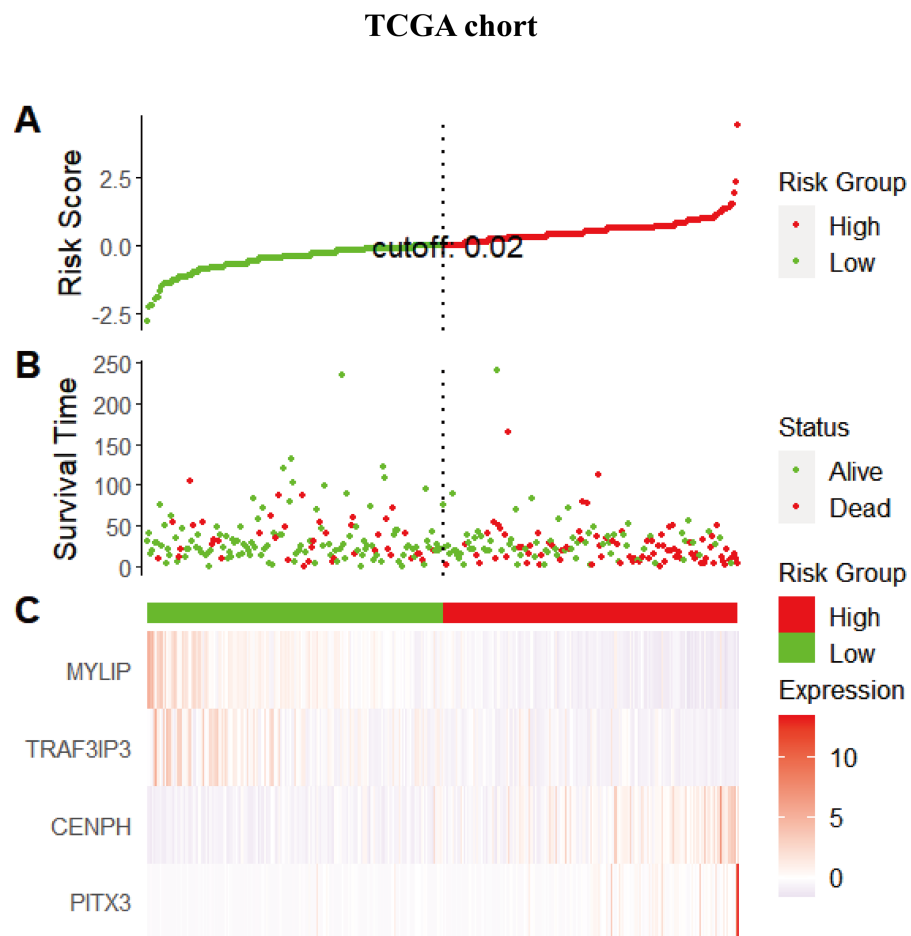 TCGA chort
A
Risk Score
2.5
0.0
-2.5
cutoff: 0.02
Risk Group
High
Low
B
Survival Time
250
200
150
100
50
0
Status
Alive
Dead
C
MYLIP
TRAF3IP3
CENPH
PITX3
Risk Group
High
Low
Expression
10
5
0